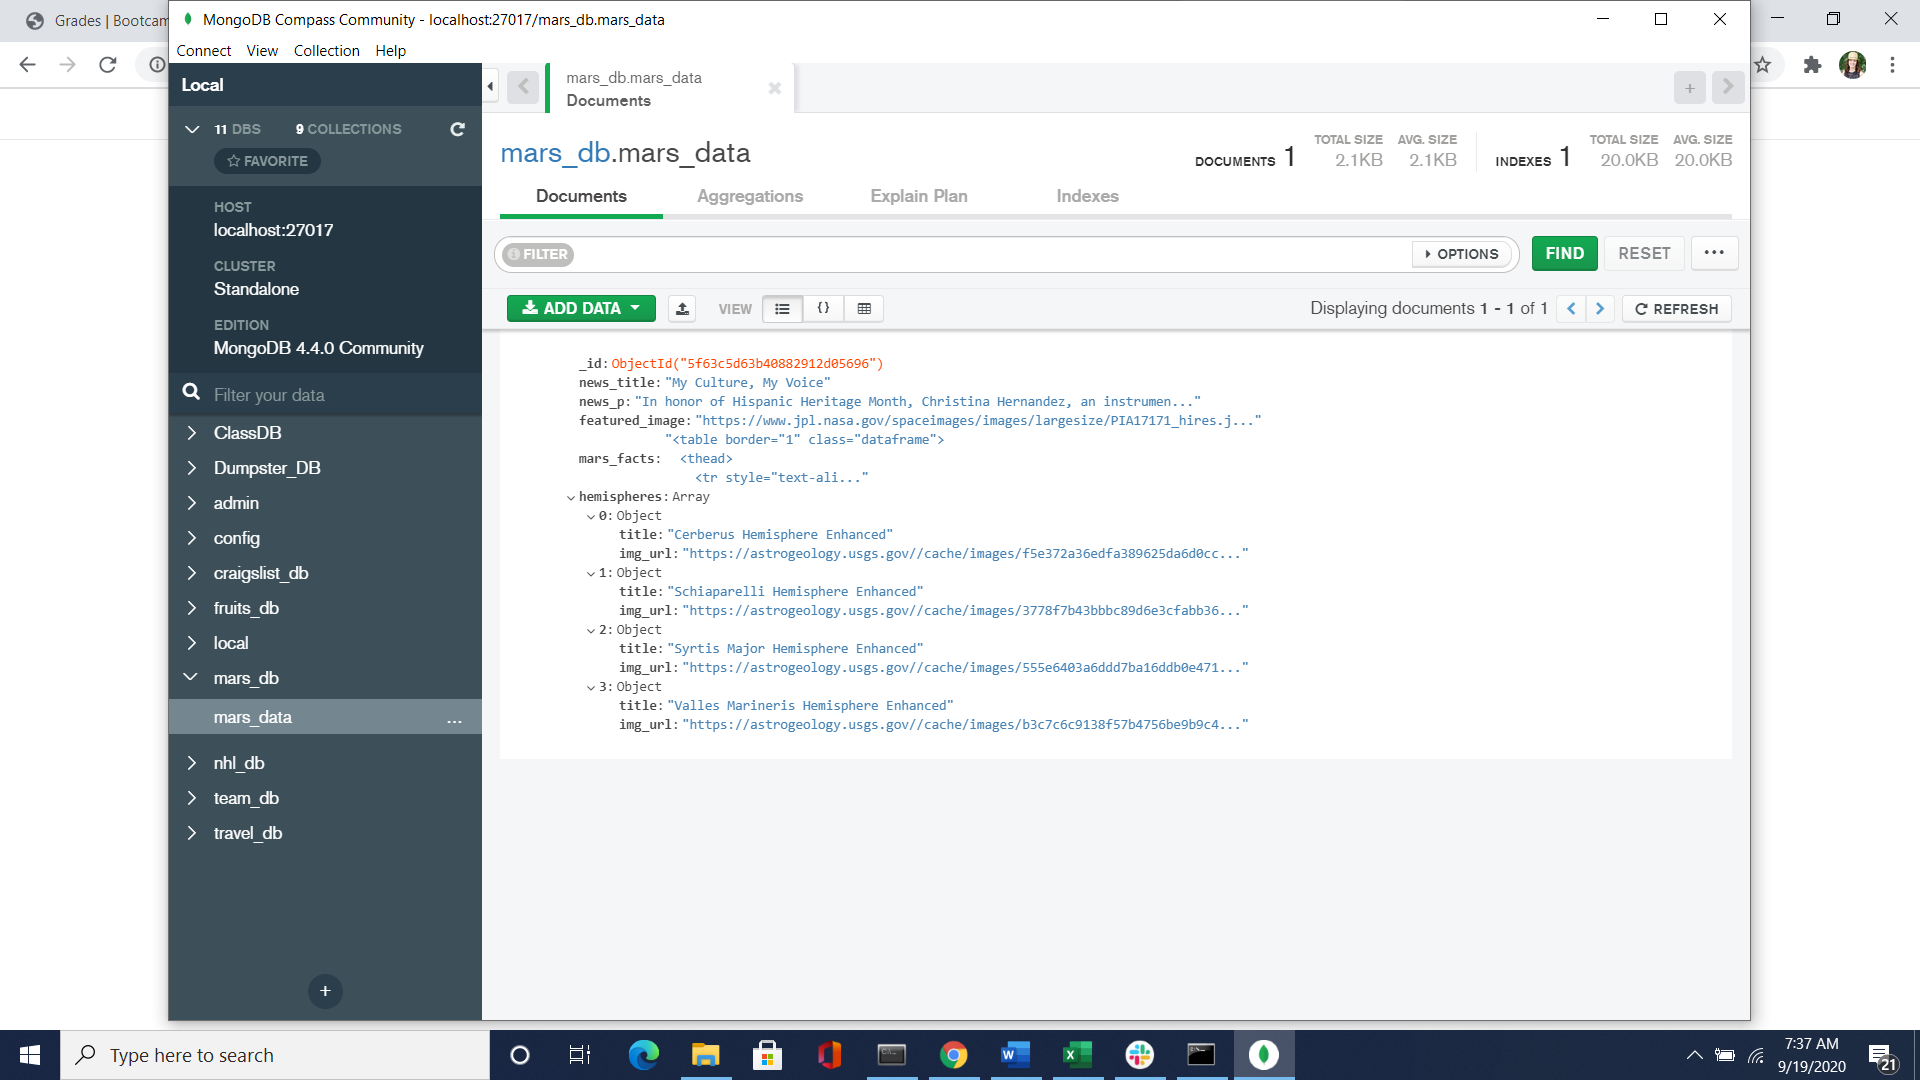 Grades | Bootcam
MongoDB Compass Community - localhost:27017/mars_db.mars_data
Connect View Collection Help
Local
11 DBS 9 COLLECTIONS
FAVORITE
HOST
localhost:27017
CLUSTER
Standalone
EDITION
MongoDB 4.4.0 Community
Filter your data
ClassDB
Dumpster_DB
admin
config
craigslist_db
fruits_db
local
mars_db
mars_data ...
nhl_db
team_db
travel_db
+
mars_db.mars_data
Documents
mars_db.mars_data
DOCUMENTS 1 TOTAL SIZE 2.1KB AVG. SIZE 2.1KB INDEXES 1 TOTAL SIZE 20.0KB AVG. SIZE 20.0KB
Documents Aggregations Explain Plan Indexes
FILTER OPTIONS FIND RESET ...
ADD DATA VIEW {} Displaying documents 1 - 1 of 1 REFRESH
_id: ObjectId("5f63c5d63b40882912d05696")
news_title: "My Culture, My Voice"
news_p: "In honor of Hispanic Heritage Month, Christina Hernandez, an instrumen..."
featured_image: "https://www.jpl.nasa.gov/spaceimages/images/largesize/PIA17171_hires.j..."
"<table border="1" class="dataframe">
mars_facts: <thead>
<tr style="text-ali..."
hemispheres: Array
0: Object
title: "Cerberus Hemisphere Enhanced"
img_url: "https://astrogeology.usgs.gov//cache/images/f5e372a36edfa389625da6d0cc..."
1: Object
title: "Schiaparelli Hemisphere Enhanced"
img_url: "https://astrogeology.usgs.gov//cache/images/3778f7b43bbbc89d6e3cfabb36..."
2: Object
title: "Syrtis Major Hemisphere Enhanced"
img_url: "https://astrogeology.usgs.gov//cache/images/555e6403a6ddd7ba16ddb0e471..."
3: Object
title: "Valles Marineris Hemisphere Enhanced"
img_url: "https://astrogeology.usgs.gov//cache/images/b3c7c6c9138f57b4756be9b9c4..."
Type here to search
7:37 AM
9/19/2020
21